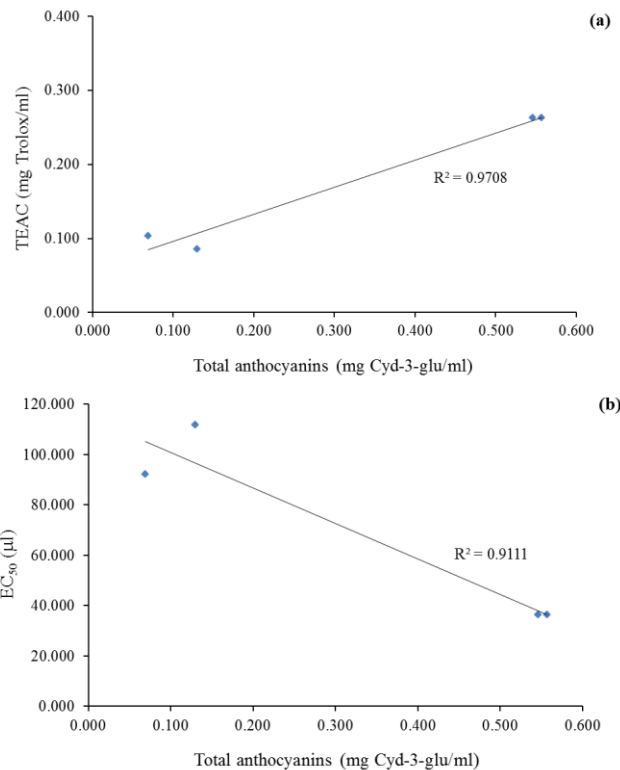 (a)
0.400
0.300
0.200
0.100
0.000
TEAC (mg Trolox/ml)
R² = 0.9708
0.000 0.100 0.200 0.300 0.400 0.500 0.600
Total anthocyanins (mg Cyd-3-glu/ml)
(b)
120.000
100.000
80.000
60.000
40.000
20.000
0.000
EC₅₀ (µl)
R² = 0.9111
0.000 0.100 0.200 0.300 0.400 0.500 0.600
Total anthocyanins (mg Cyd-3-glu/ml)